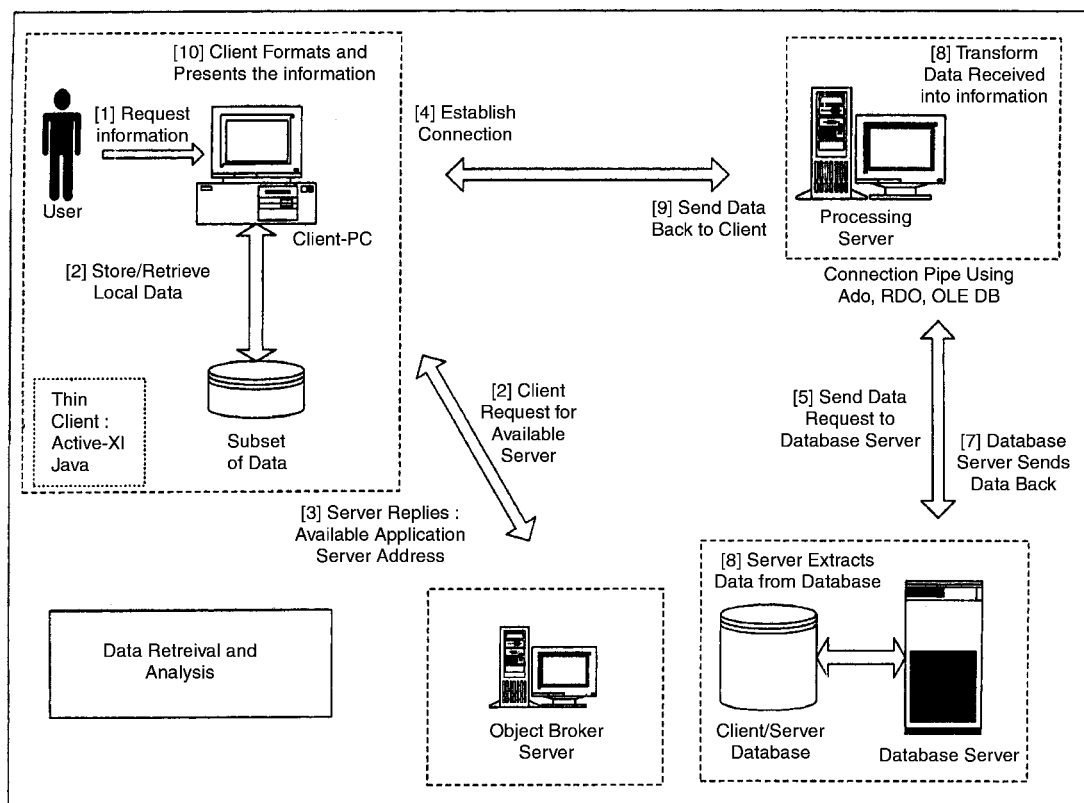 [10] Client Formats and
Presents the information
[1] Request
information
User
Client-PC
[2] Store/Retrieve
Local Data
Thin
Client :
Active-XI
Java
Subset
of Data
[4] Establish
Connection
[9] Send Data
Back to Client
[8] Transform
Data Received
into information
Processing
Server
Connection Pipe Using
Ado, RDO, OLE DB
[2] Client
Request for
Available
Server
[3] Server Replies :
Available Application
Server Address
[5] Send Data
Request to
Database Server
[7] Database
Server Sends
Data Back
Data Retreival and
Analysis
Object Broker
Server
[8] Server Extracts
Data from Database
Client/Server
Database
Database Server